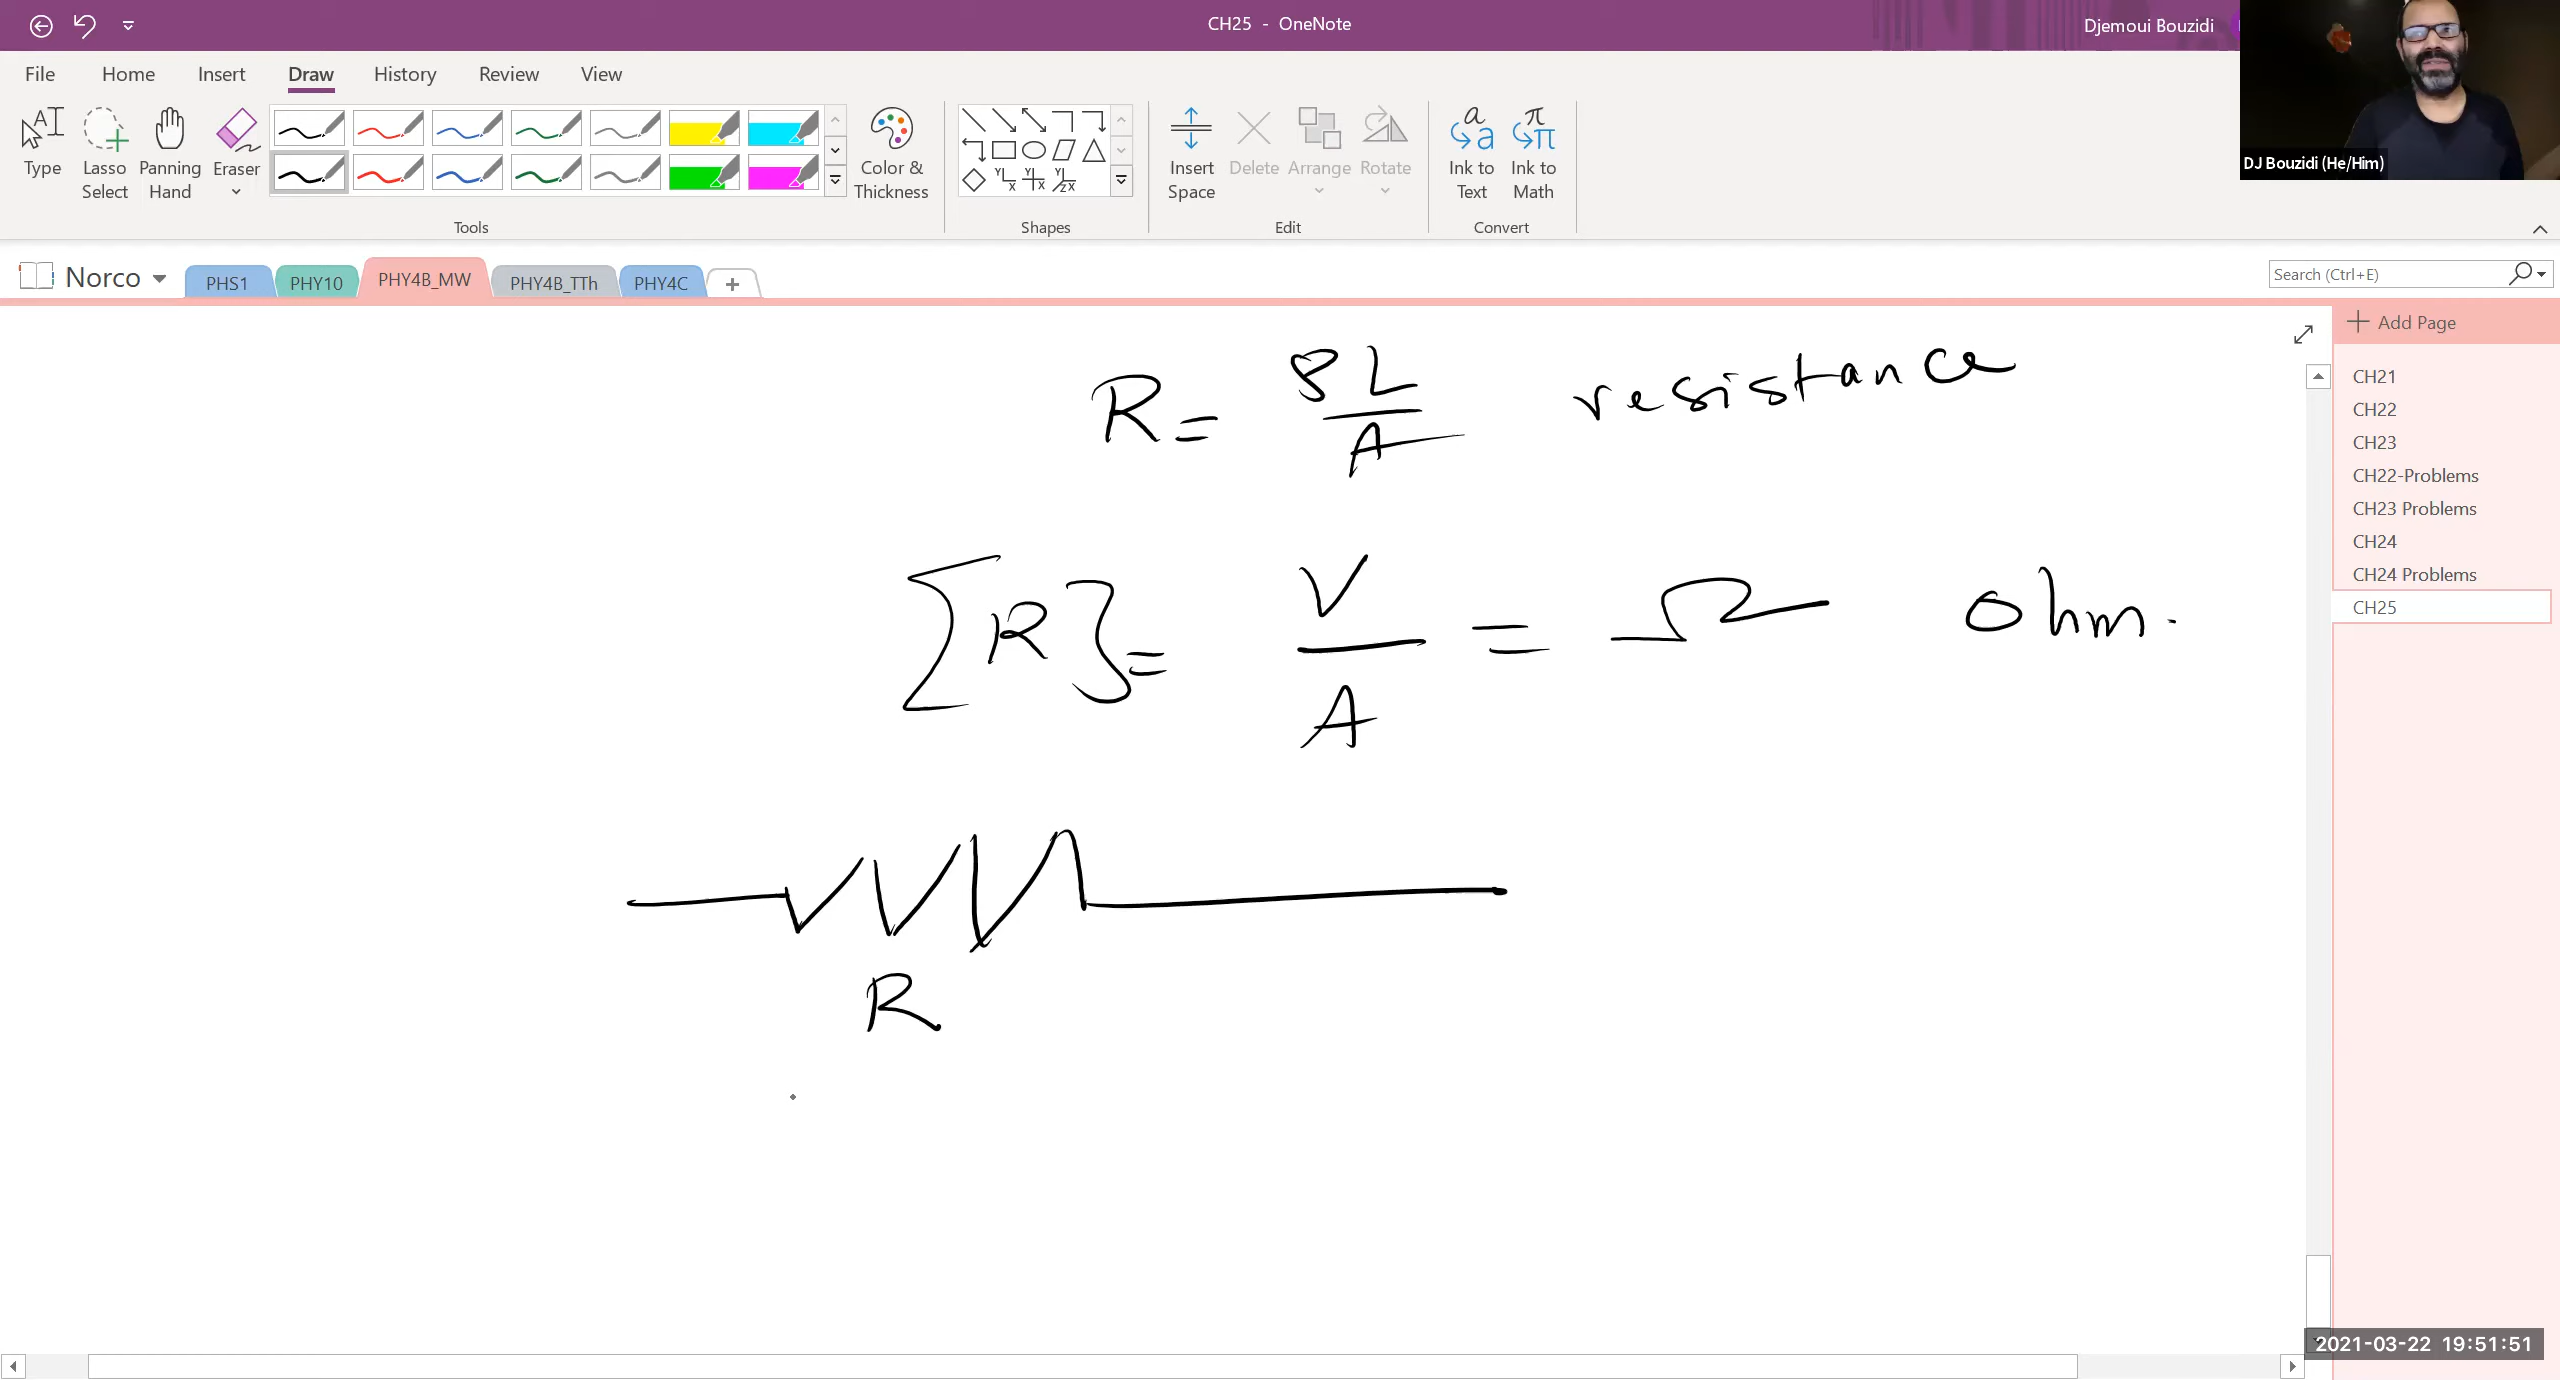 CH25 - OneNote
Djemoui Bouzidi
File Home Insert Draw History Review View
Type
Lasso Select
Panning Hand
Eraser
Color & Thickness
Insert Space
Delete
Arrange
Rotate
Ink to Text
Ink to Math
Tools
Shapes
Edit
Convert
DJ Bouzidi (He/Him)
Norco
PHS1 PHY10 PHY4B_MW PHY4B_TTh PHY4C
Search (Ctrl+E)
Add Page
CH21
CH22
CH23
CH22-Problems
CH23 Problems
CH24
CH24 Problems
CH25
R = ρL/A resistance
[R] = V/A = Ω Ohm.
R
2021-03-22 19:51:51